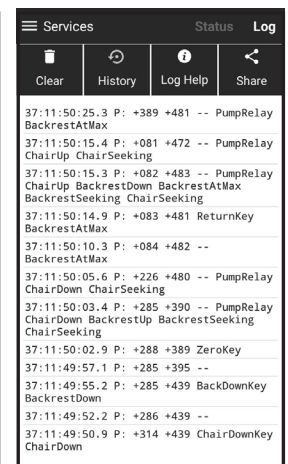 Services Status Log
Clear History Log Help Share
37:11:50:25.3 P: +389 +481 -- PumpRelay
BackrestAtMax
37:11:50:15.4 P: +081 +472 -- PumpRelay
ChairUp ChairSeeking
37:11:50:15.3 P: +082 +483 -- PumpRelay
ChairUp BackrestDown BackrestAtMax
BackrestSeeking ChairSeeking
37:11:50:14.9 P: +083 +481 ReturnKey
BackrestAtMax
37:11:50:10.3 P: +084 +482 --
BackrestAtMax
37:11:50:05.6 P: +226 +480 -- PumpRelay
ChairDown ChairSeeking
37:11:50:03.4 P: +285 +390 -- PumpRelay
ChairDown BackrestUp BackrestSeeking
ChairSeeking
37:11:50:02.9 P: +288 +389 ZeroKey
37:11:49:57.1 P: +285 +395 --
37:11:49:55.2 P: +285 +439 BackDownKey
BackrestDown
37:11:49:52.2 P: +286 +439 --
37:11:49:50.9 P: +314 +439 ChairDownKey
ChairDown